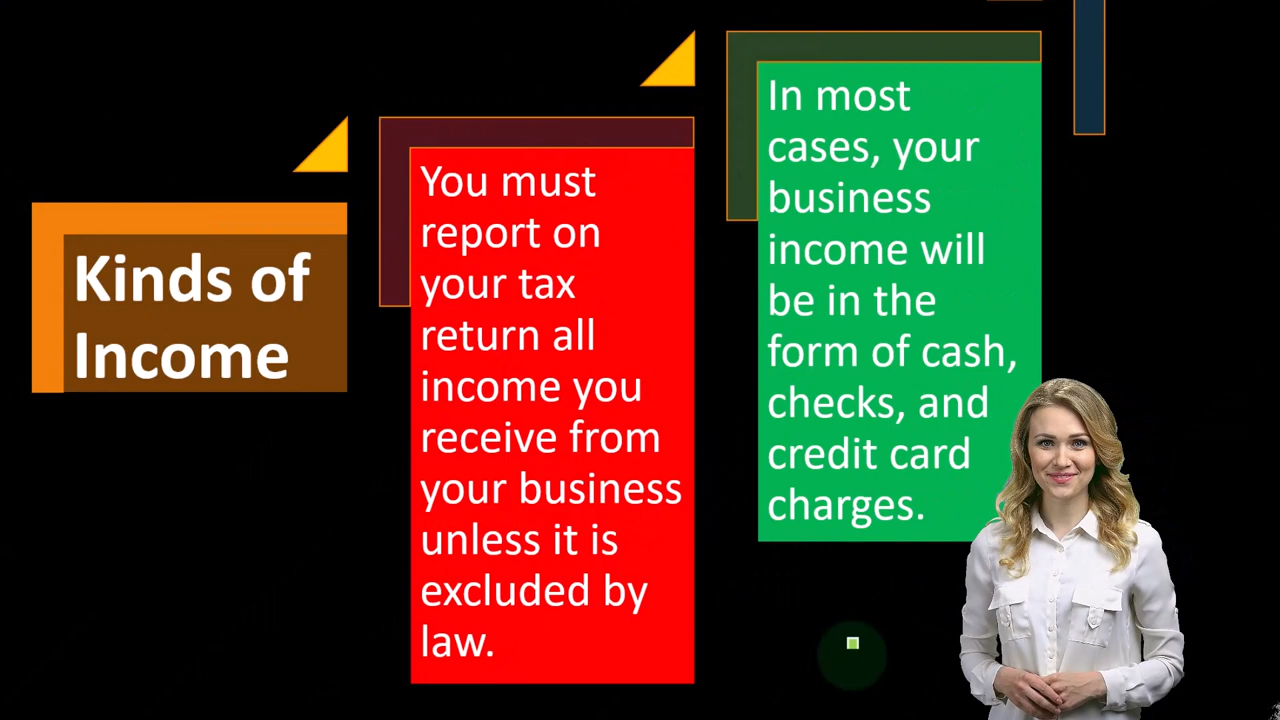 Kinds of
Income
You must
report on
your tax
return all
income you
receive from
your business
unless it is
excluded by
law.
In most
cases, your
business
income will
be in the
form of cash,
checks, and
credit card
charges.